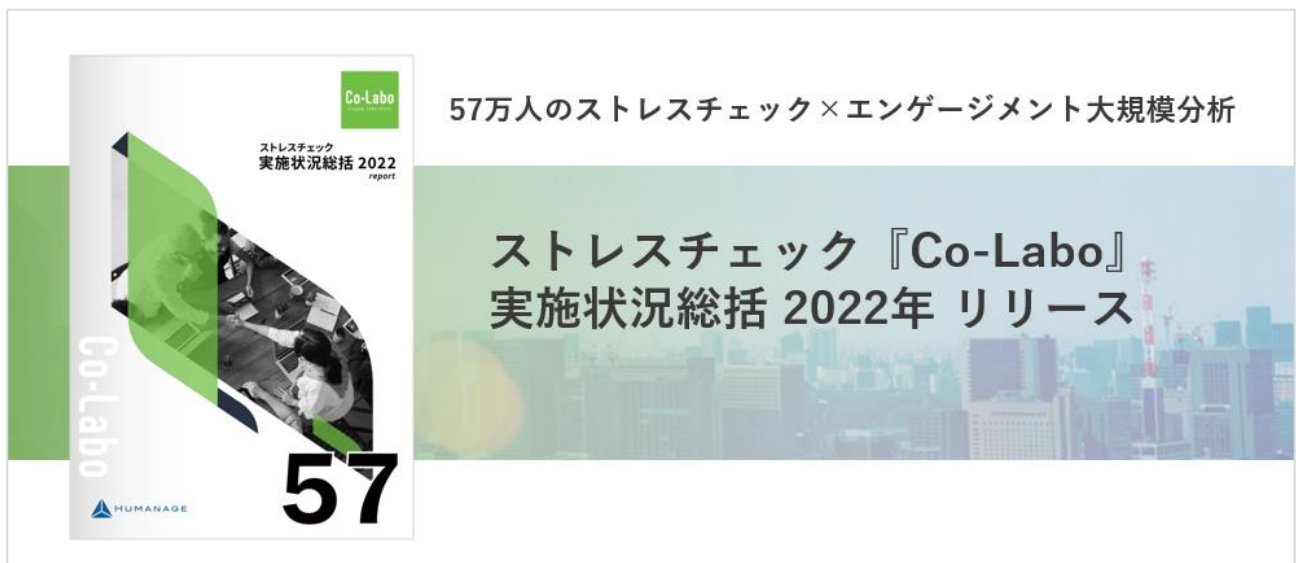 Co-Labo
ストレスチェック
実施状況総括 2022
report
Co-Labo
57
HUMANAGE
57万人のストレスチェック×エンゲージメント大規模分析
ストレスチェック『Co-Labo』
実施状況総括 2022年 リリース